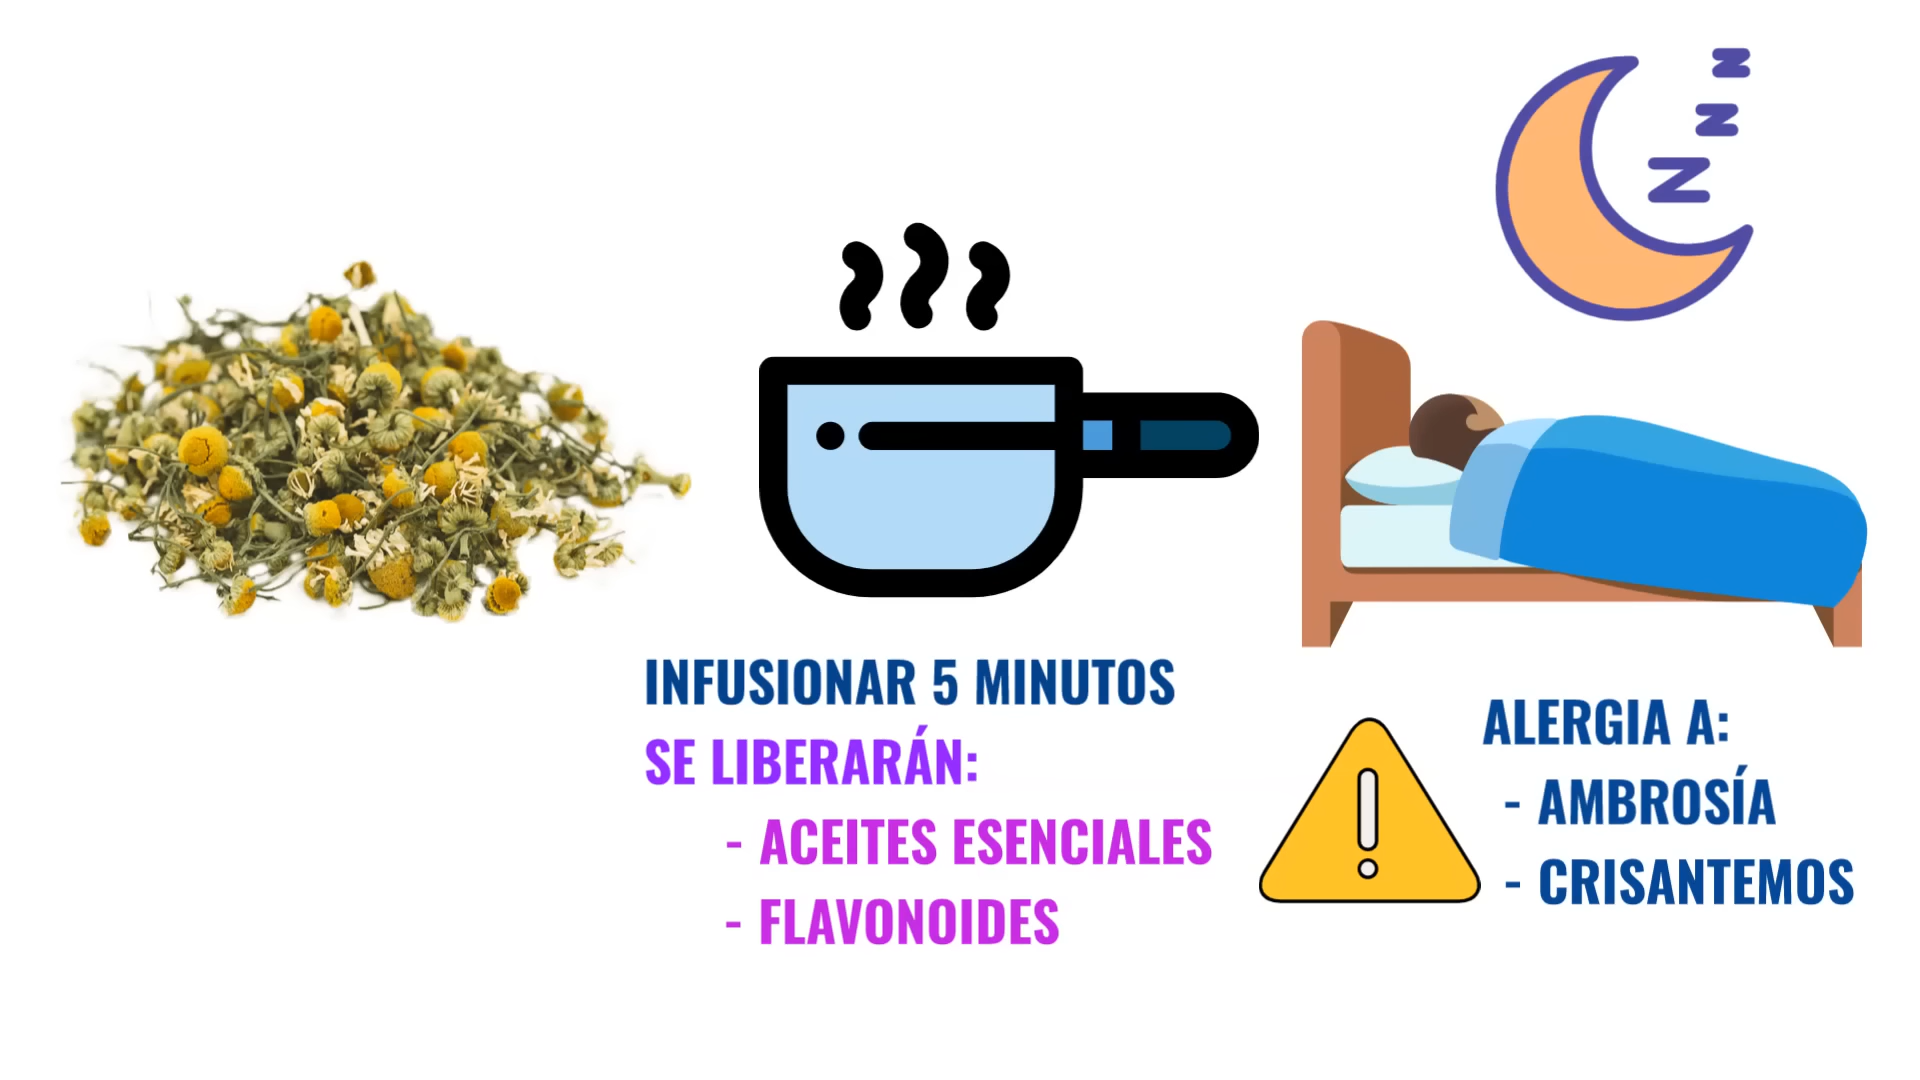 INFUSIONAR 5 MINUTOS
SE LIBERARÁN:
- ACEITES ESENCIALES
- FLAVONOIDES
ALERGIA A:
- AMBROSÍA
- CRISANTEMOS